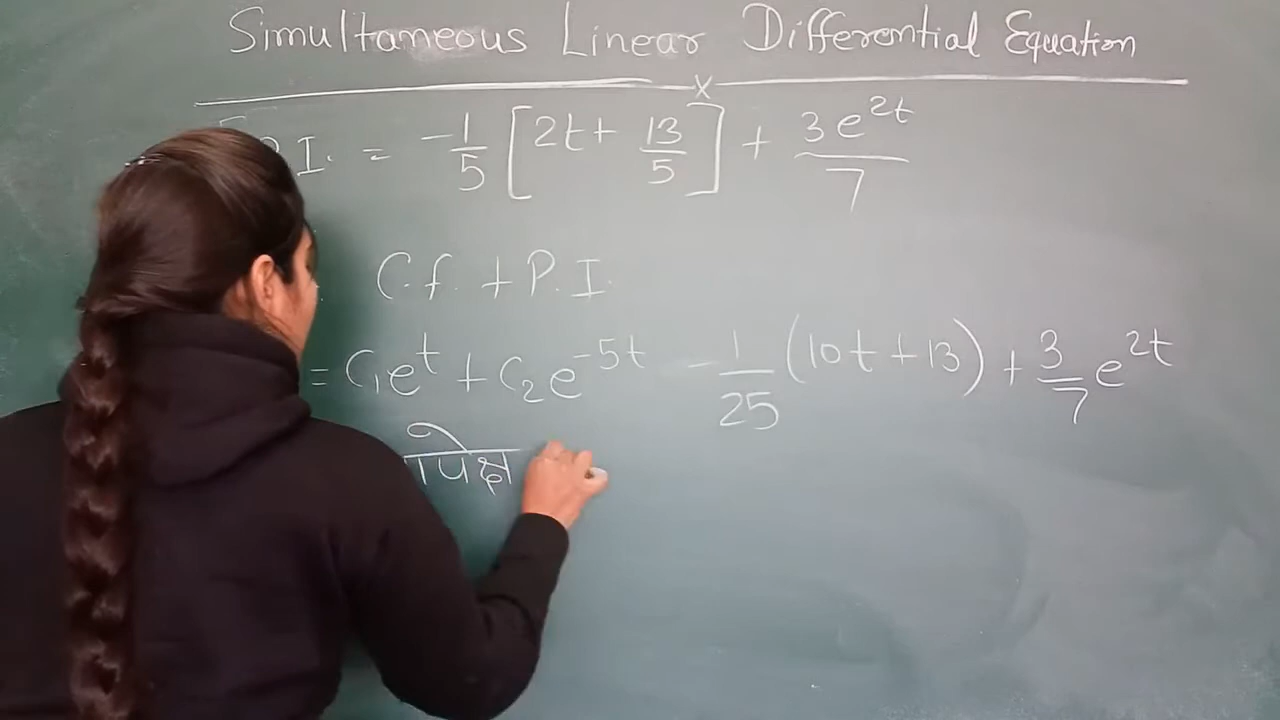 Simultaneous Linear Differential Equation
P.I. = -1/5 [2t + 13/5] + 3e^{2t}/7
C.f. + P.I.
= C₁e^t + C₂e^{-5t} - 1/25 (10t + 13) + 3/7 e^{2t}